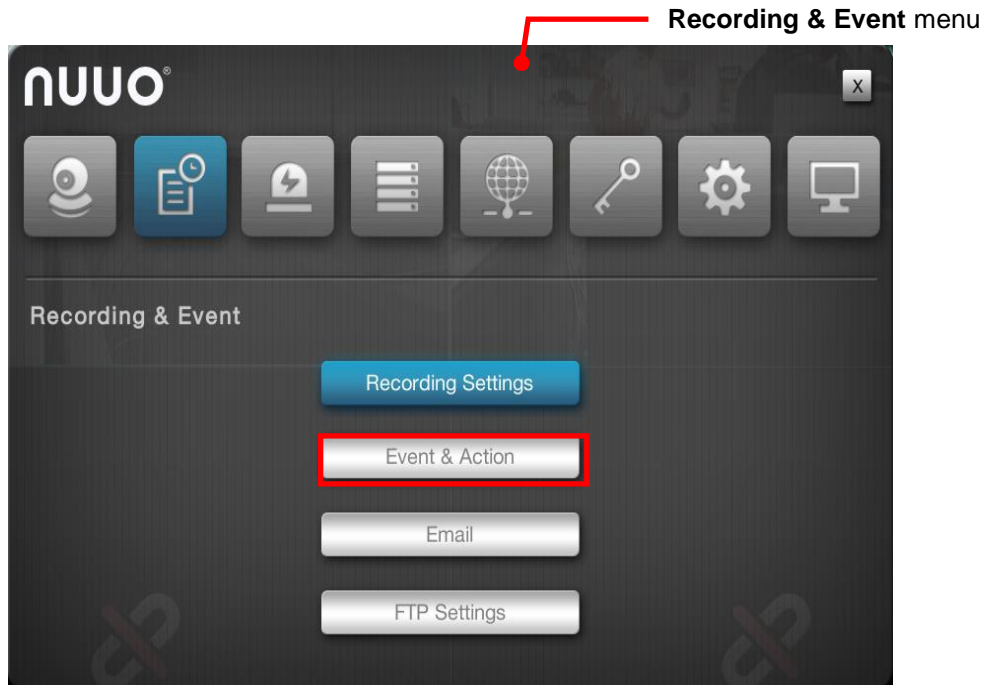 Recording & Event menu
nuuo®
X
Recording & Event
Recording Settings
Event & Action
Email
FTP Settings